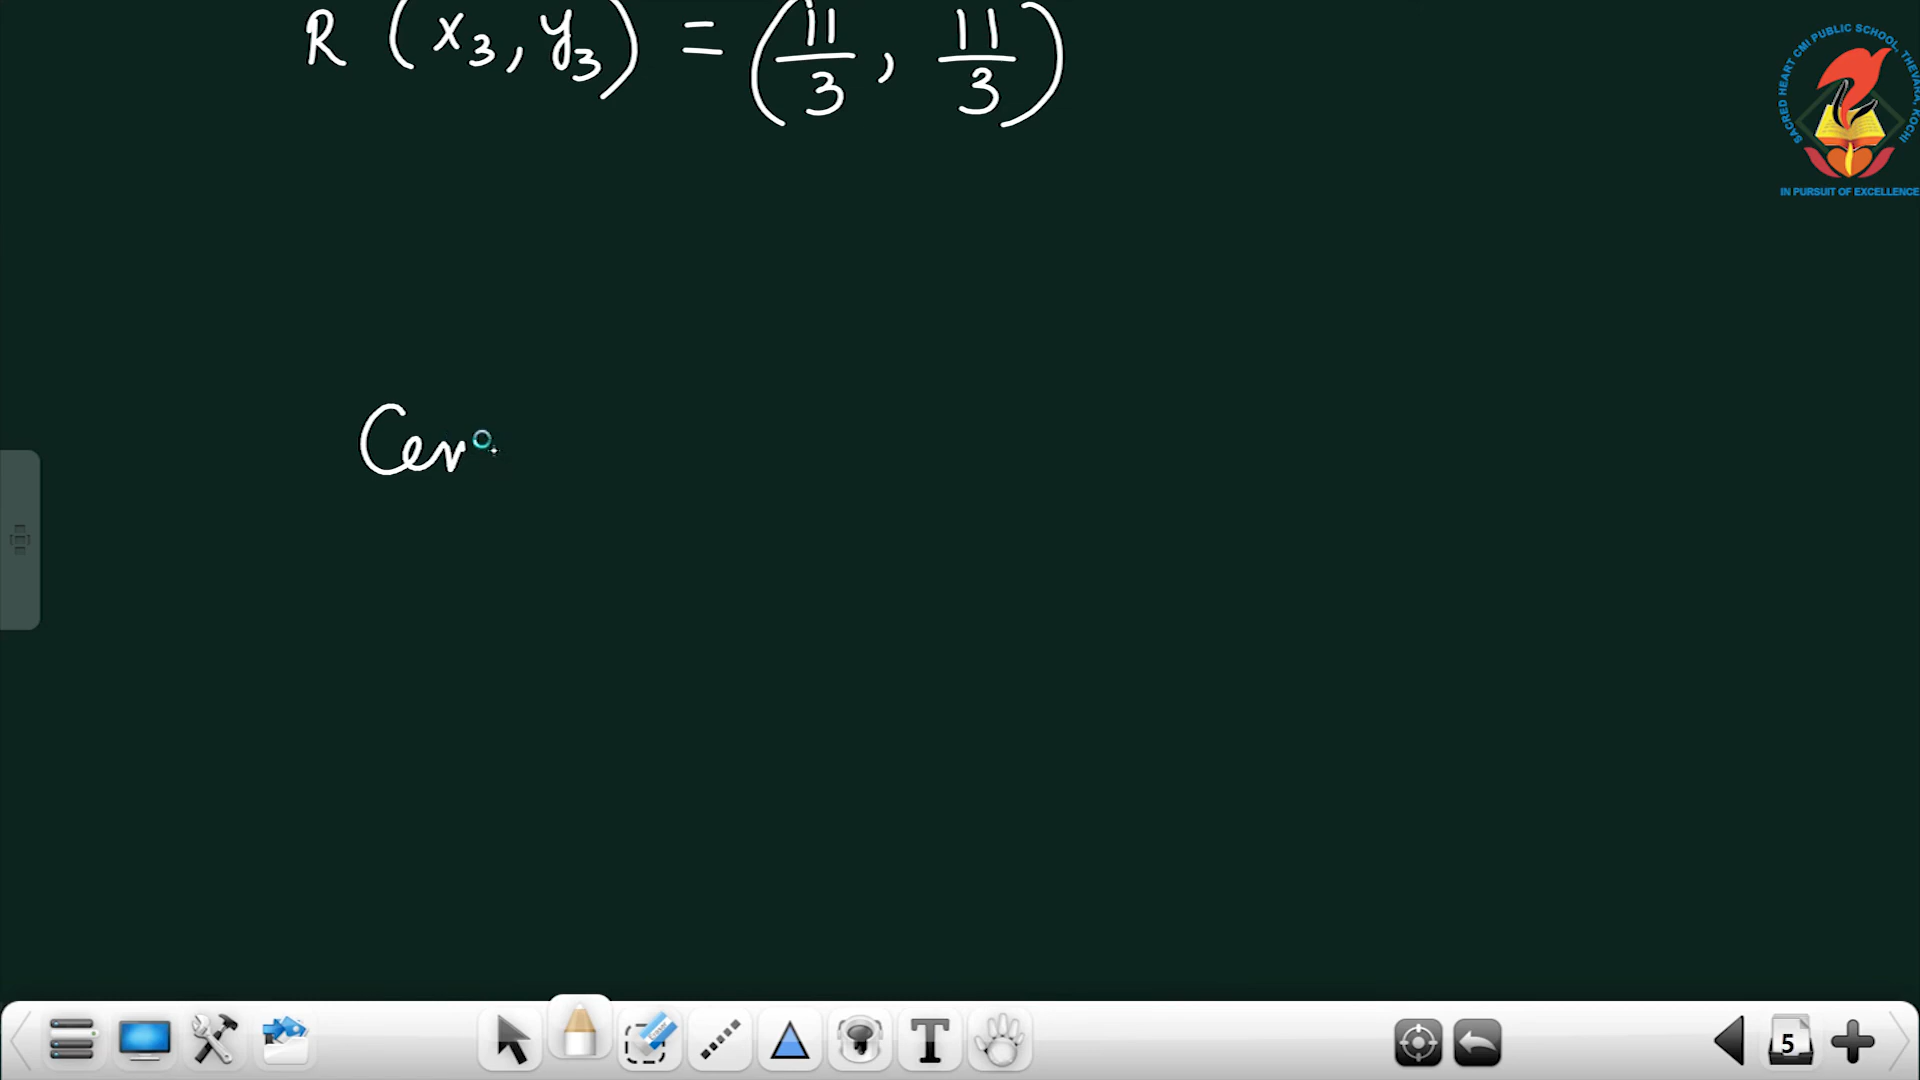 R (x₃, y₃) = (11/3, 11/3)
SACRED HEART CMI PUBLIC SCHOOL, THEVARA, KOCHI
IN PURSUIT OF EXCELLENCE
Cen
T
5